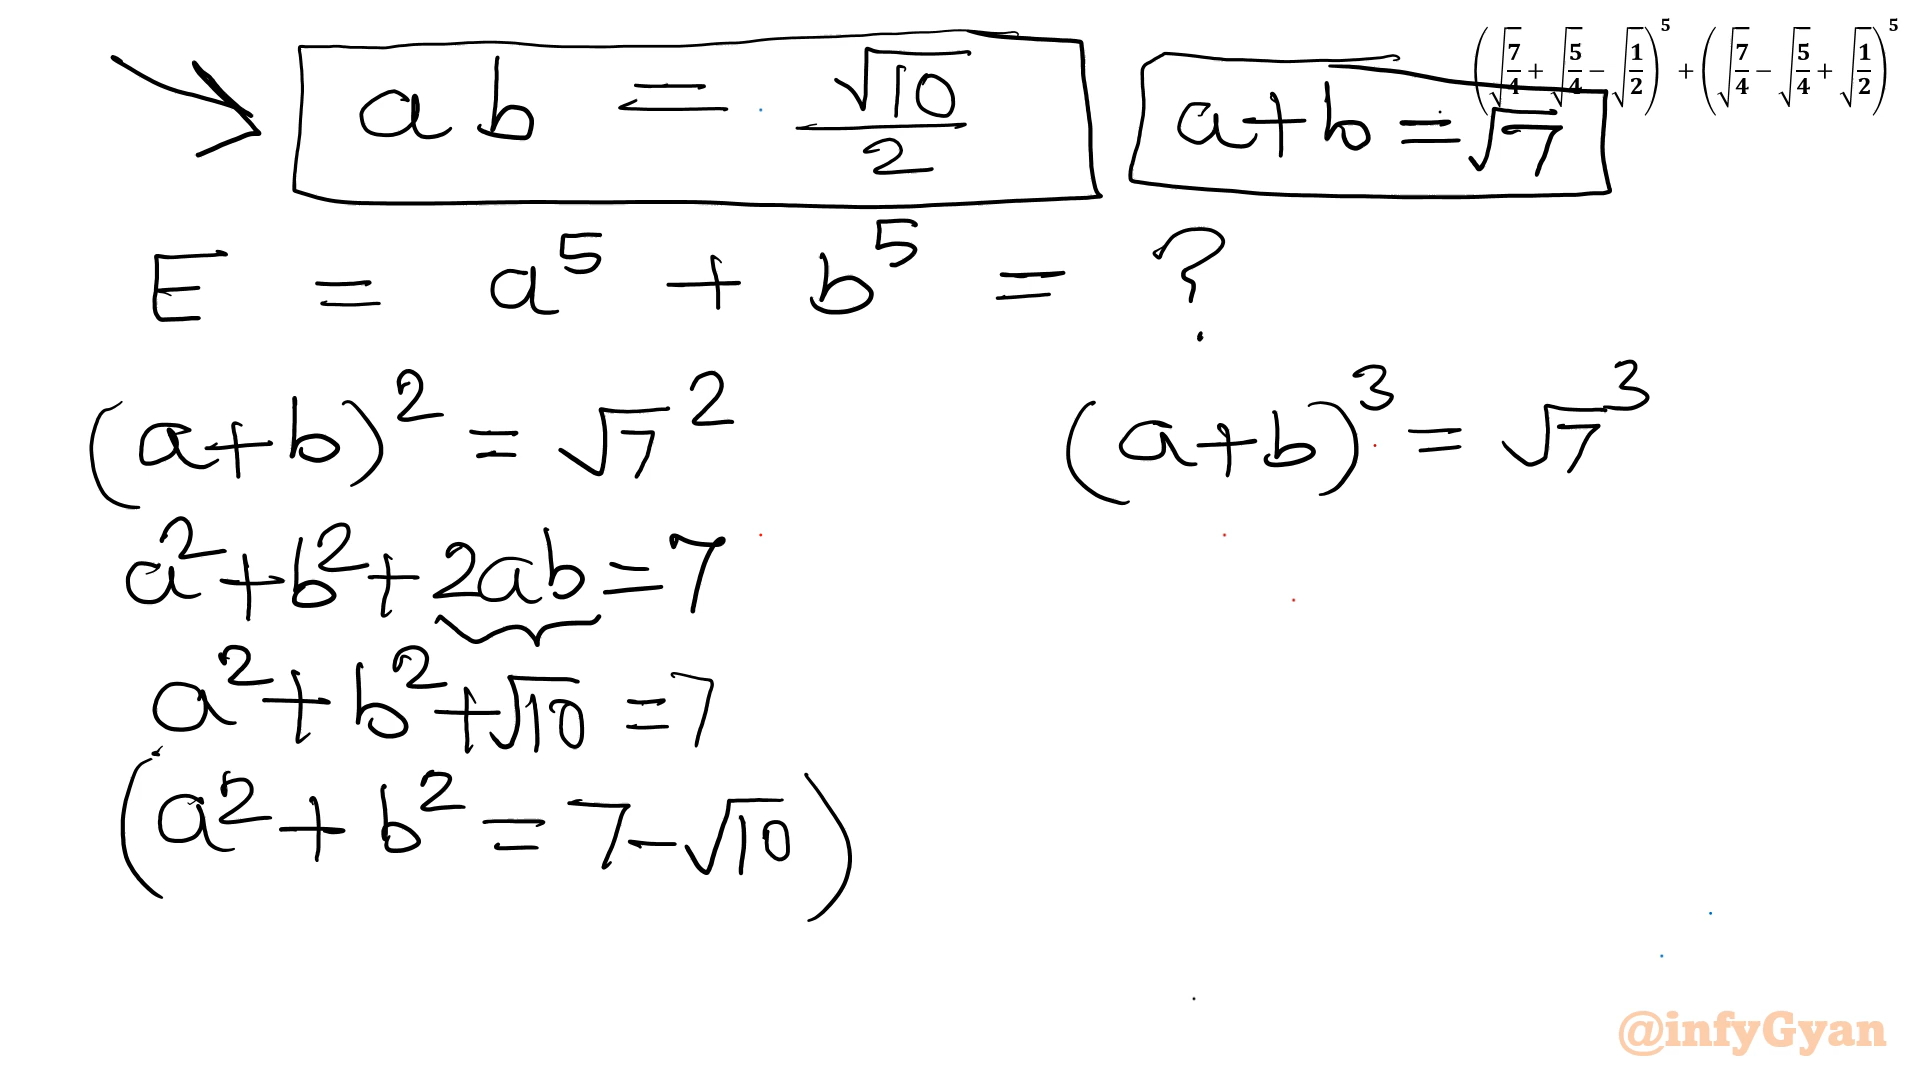 (√(7/4) + √(5/4) − √(1/2))⁵ + (√(7/4) − √(5/4) + √(1/2))⁵
ab = √10/2
a+b = √7
E = a⁵ + b⁵ = ?
(a+b)² = √7²
(a+b)³ = √7³
a²+b²+2ab=7
a²+b²+√10 =7
(a²+b² = 7−√10)
@infyGyan